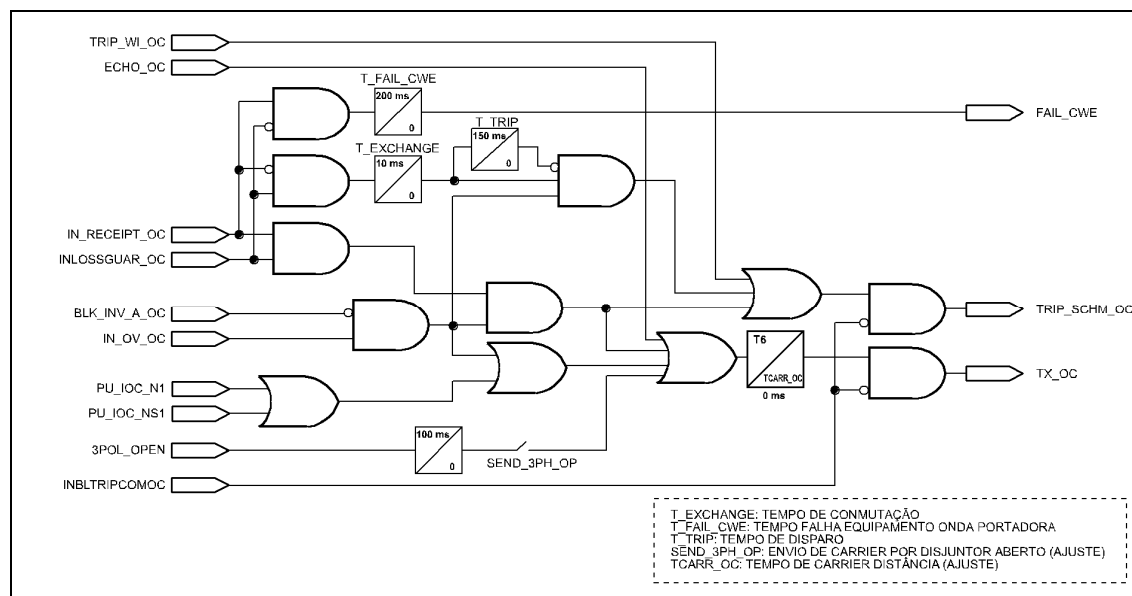 TRIP_WI_OC
ECHO_OC
T_FAIL_CWE
200 ms
0
FAIL_CWE
T_TRIP
150 ms
0
T_EXCHANGE
10 ms
0
IN_RECEIPT_OC
INLOSSGUAR_OC
BLK_INV_A_OC
IN_OV_OC
TRIP_SCHM_OC
T6
TCARR_OC
0 ms
TX_OC
PU_IOC_N1
PU_IOC_NS1
3POL_OPEN
100 ms
0
SEND_3PH_OP
INBLTRIPCOMOC
T_EXCHANGE: TEMPO DE CONMUTAÇÃO
T_FAIL_CWE: TEMPO FALHA EQUIPAMENTO ONDA PORTADORA
T_TRIP: TEMPO DE DISPARO
SEND_3PH_OP: ENVIO DE CARRIER POR DISJUNTOR ABERTO (AJUSTE)
TCARR_OC: TEMPO DE CARRIER DISTÂNCIA (AJUSTE)